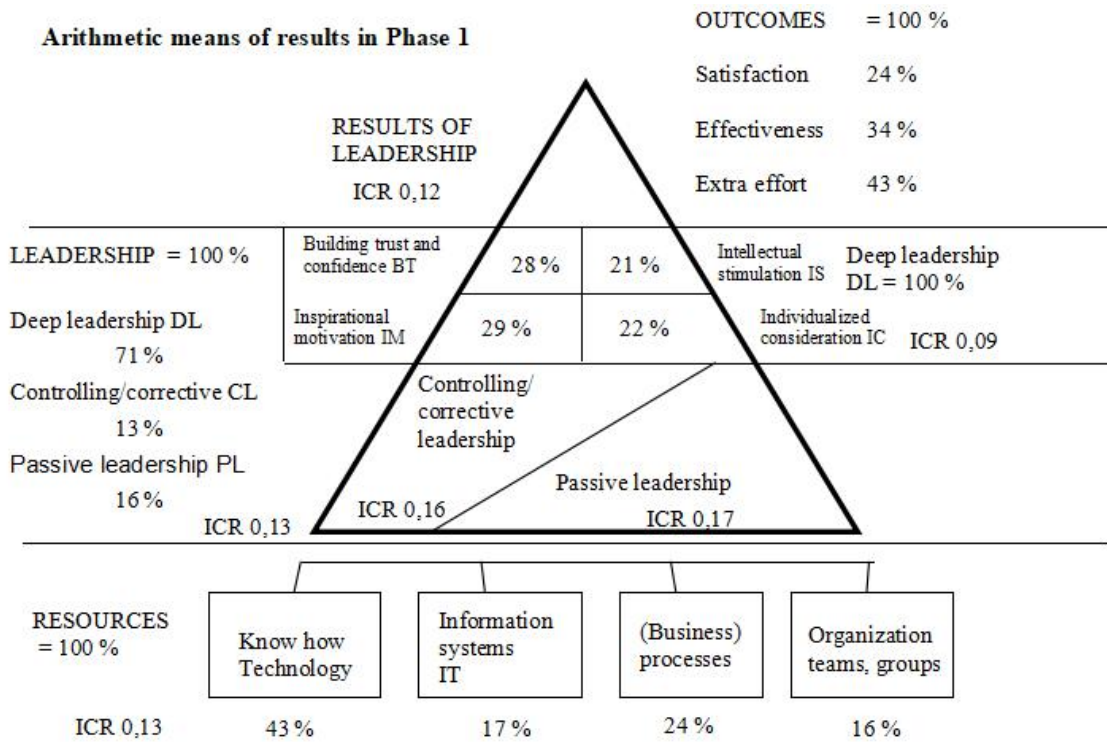 Arithmetic means of results in Phase 1
OUTCOMES = 100 %
Satisfaction 24 %
Effectiveness 34 %
Extra effort 43 %
RESULTS OF
LEADERSHIP
ICR 0,12
LEADERSHIP = 100 %
Deep leadership DL
71 %
Controlling/corrective CL
13 %
Passive leadership PL
16 %
ICR 0,13
Building trust and
confidence BT
28 %
21 %
Intellectual
stimulation IS
Deep leadership
DL = 100 %
Inspirational
motivation IM
29 %
22 %
Individualized
consideration IC
ICR 0,09
Controlling/
corrective
leadership
ICR 0,16
Passive leadership
ICR 0,17
RESOURCES
= 100 %
Know how
Technology
Information
systems
IT
(Business)
processes
Organization
teams, groups
ICR 0,13 43 % 17 % 24 % 16 %